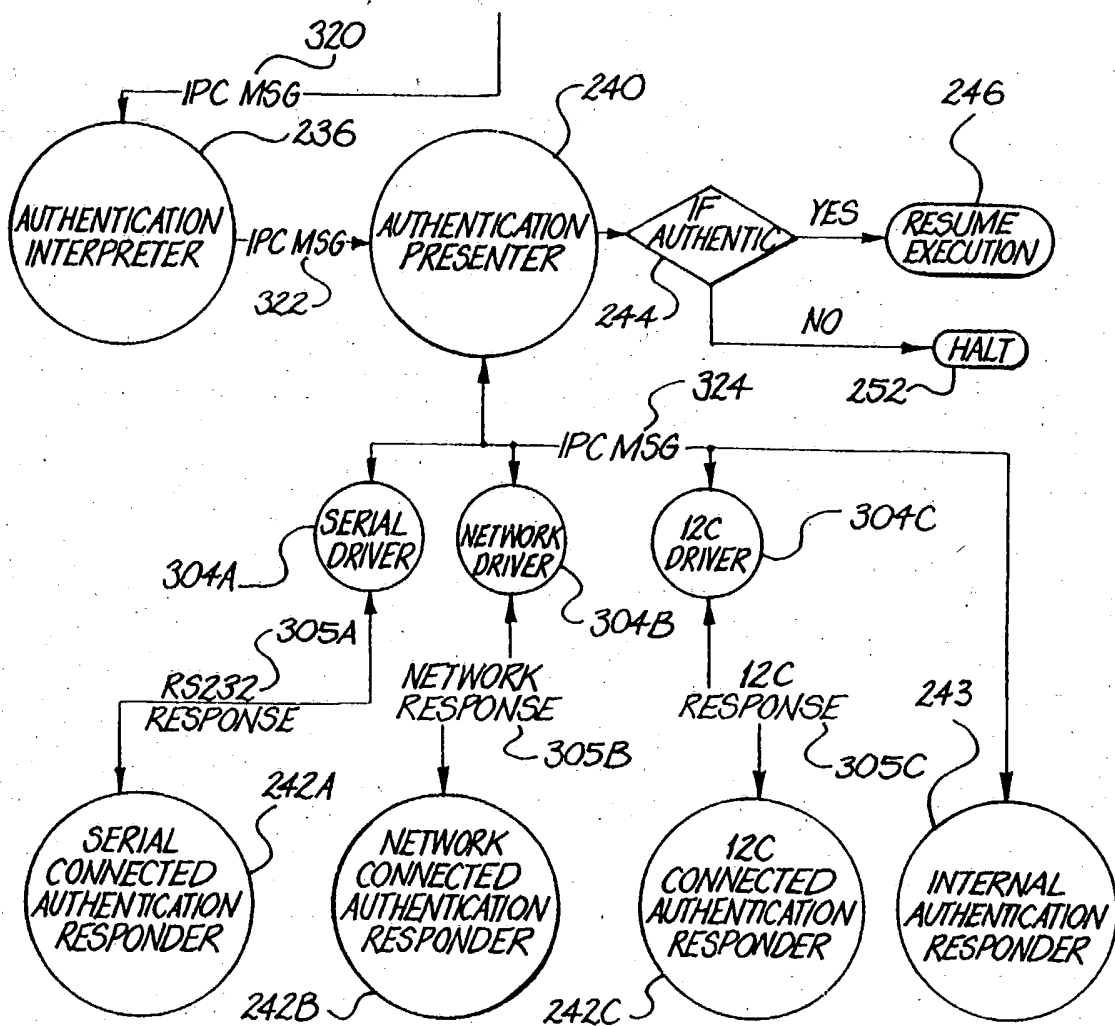 320
IPC MSG
236
240
246
AUTHENTICATION
INTERPRETER
IPC MSG
322
AUTHENTICATION
PRESENTER
IF
AUTHENTIC
244
YES
RESUME
EXECUTION
NO
HALT
252
324
IPC MSG
SERIAL
DRIVER
304A
NETWORK
DRIVER
304B
12C
DRIVER
304C
305A
RS232
RESPONSE
NETWORK
RESPONSE
305B
12C
RESPONSE
305C
243
242A
SERIAL
CONNECTED
AUTHENTICATION
RESPONDER
NETWORK
CONNECTED
AUTHENTICATION
RESPONDER
242B
12C
CONNECTED
AUTHENTICATION
RESPONDER
242C
INTERNAL
AUTHENTICATION
RESPONDER